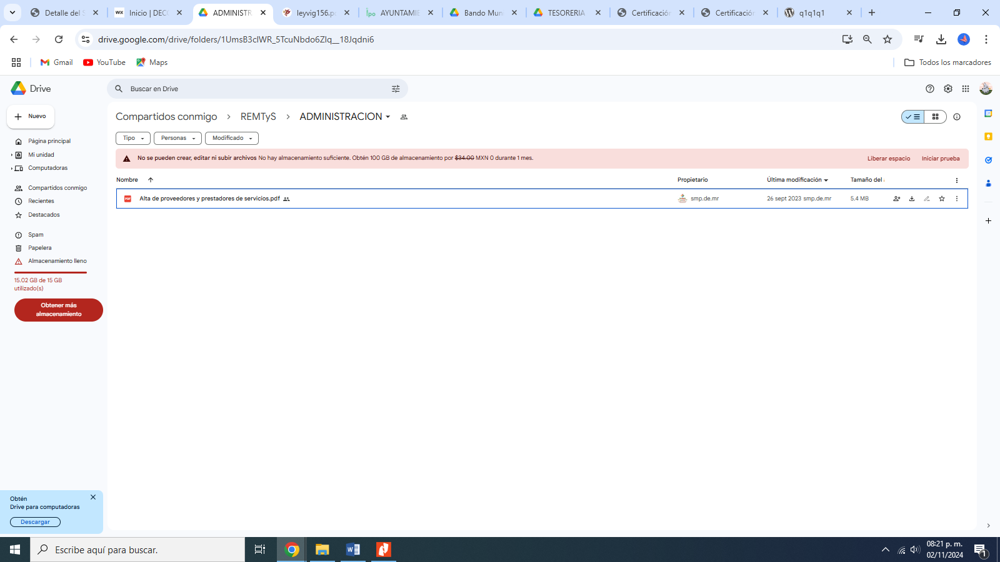 Detalle del S
WIX Inicio | DECO
ADMINISTR
leyvig156.pd
AYUNTAMIE
Bando Mun
TESORERIA
Certificación
Certificación
q1q1q1
drive.google.com/drive/folders/1UmsB3clWR_5TcuNbdo6Zlq__18Jqdni6
Gmail
YouTube
Maps
Todos los marcadores
Drive
Buscar en Drive
Nuevo
Página principal
Mi unidad
Computadoras
Compartidos conmigo
Recientes
Destacados
Spam
Papelera
Almacenamiento lleno
15.02 GB de 15 GB
utilizado(s)
Obtener más
almacenamiento
Compartidos conmigo > REMTyS > ADMINISTRACION
Tipo
Personas
Modificado
No se pueden crear, editar ni subir archivos No hay almacenamiento suficiente. Obtén 100 GB de almacenamiento por $34.00 MXN 0 durante 1 mes.
Liberar espacio
Iniciar prueba
Nombre
Propietario
Última modificación
Tamaño del
PDF Alta de proveedores y prestadores de servicios.pdf
smp.de.mr
26 sept 2023 smp.de.mr
5.4 MB
Obtén
Drive para computadoras
Descargar
Escribe aquí para buscar.
08:21 p. m.
02/11/2024
1